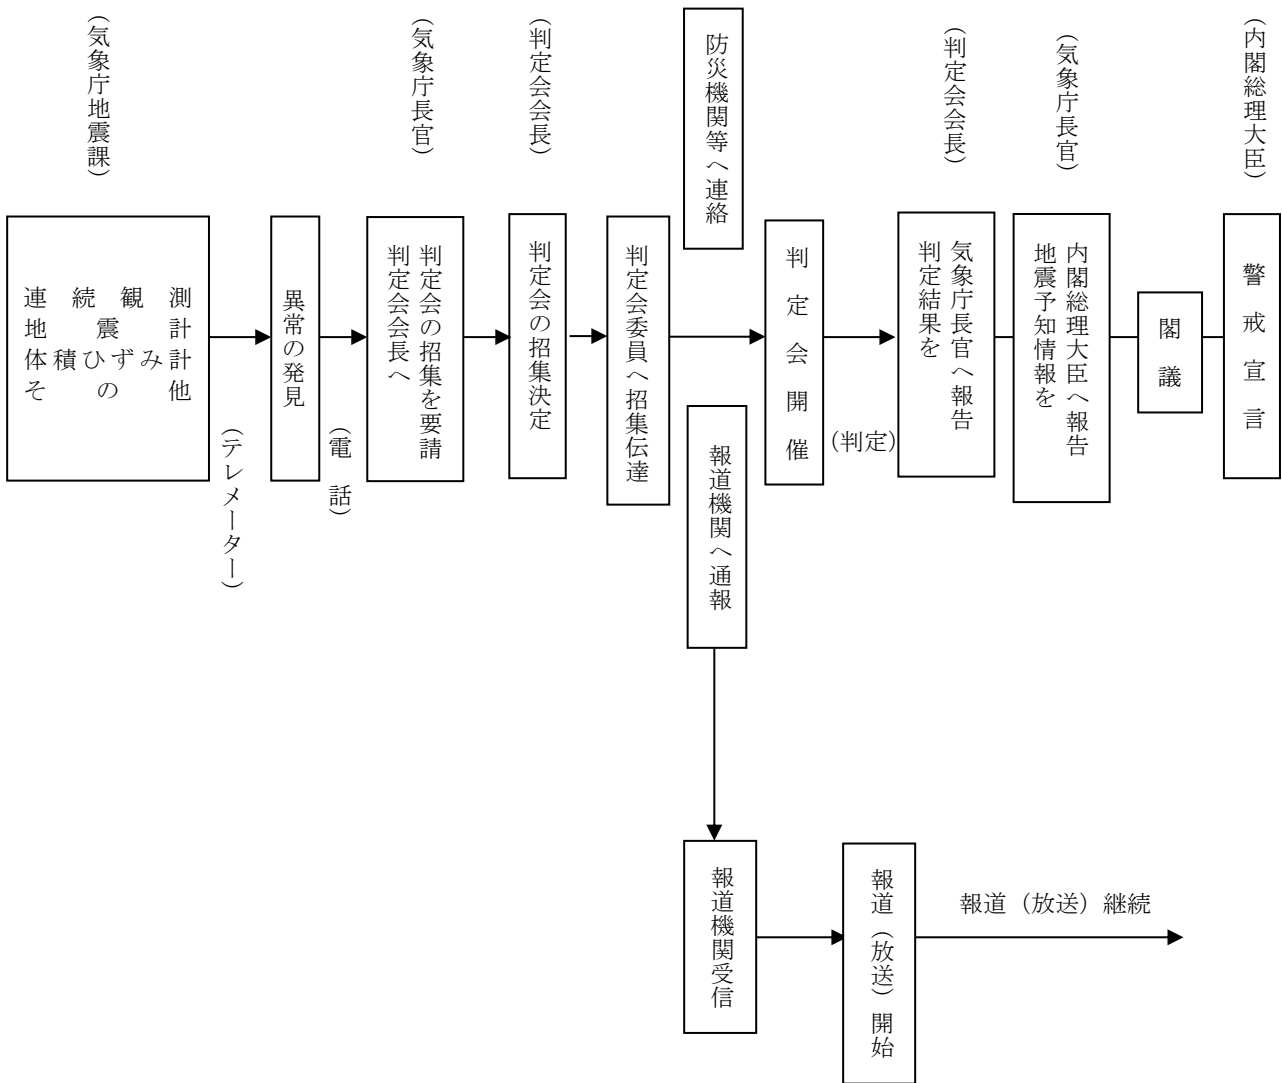 (気象庁地震課)
(気象庁長官)
(判定会会長)
(判定会会長)
(気象庁長官)
(内閣総理大臣)
防災機関等へ連絡
連続観測
地震計
体積ひずみ計
その他
(テレメーター)
異常の発見
(電話)
判定会の招集を要請
判定会会長へ
判定会の招集決定
判定会委員へ招集伝達
報道機関へ通報
判定会開催
(判定)
気象庁長官へ報告
判定結果を
内閣総理大臣へ報告
地震予知情報を
閣議
警戒宣言
報道機関受信
報道(放送)開始
報道(放送)継続